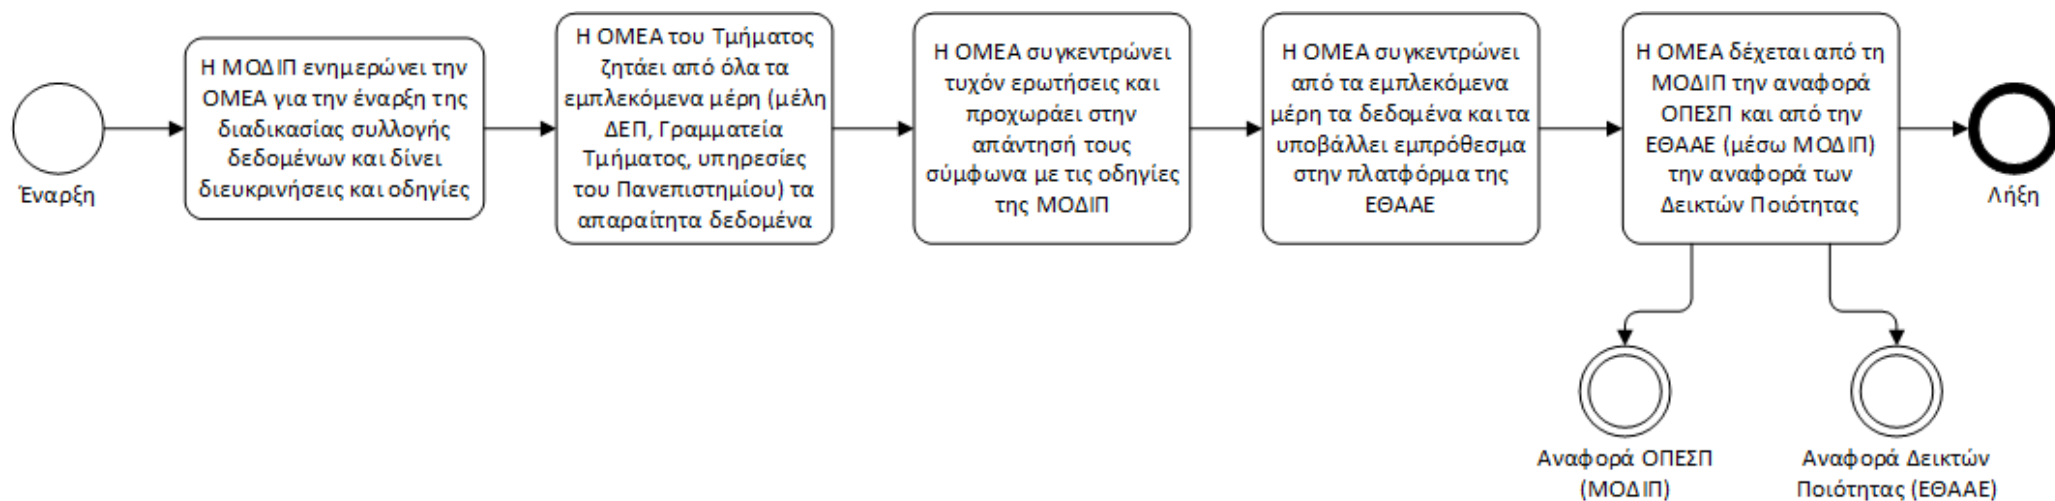 Έναρξη
Η ΜΟΔΙΠ ενημερώνει την
ΟΜΕΑ για την έναρξη της
διαδικασίας συλλογής
δεδομένων και δίνει
διευκρινήσεις και οδηγίες
Η ΟΜΕΑ του Τμήματος
ζητάει από όλα τα
εμπλεκόμενα μέρη (μέλη
ΔΕΠ, Γραμματεία
Τμήματος, υπηρεσίες
του Πανεπιστημίου) τα
απαραίτητα δεδομένα
Η ΟΜΕΑ συγκεντρώνει
τυχόν ερωτήσεις και
προχωράει στην
απάντησή τους
σύμφωνα με τις οδηγίες
της ΜΟΔΙΠ
Η ΟΜΕΑ συγκεντρώνει
από τα εμπλεκόμενα
μέρη τα δεδομένα και τα
υποβάλλει εμπρόθεσμα
στην πλατφόρμα της
ΕΘΑΑΕ
Η ΟΜΕΑ δέχεται από τη
ΜΟΔΙΠ την αναφορά
ΟΠΕΣΠ και από την
ΕΘΑΑΕ (μέσω ΜΟΔΙΠ)
την αναφορά των
Δεικτών Ποιότητας
Λήξη
Αναφορά ΟΠΕΣΠ
(ΜΟΔΙΠ)
Αναφορά Δεικτών
Ποιότητας (ΕΘΑΑΕ)